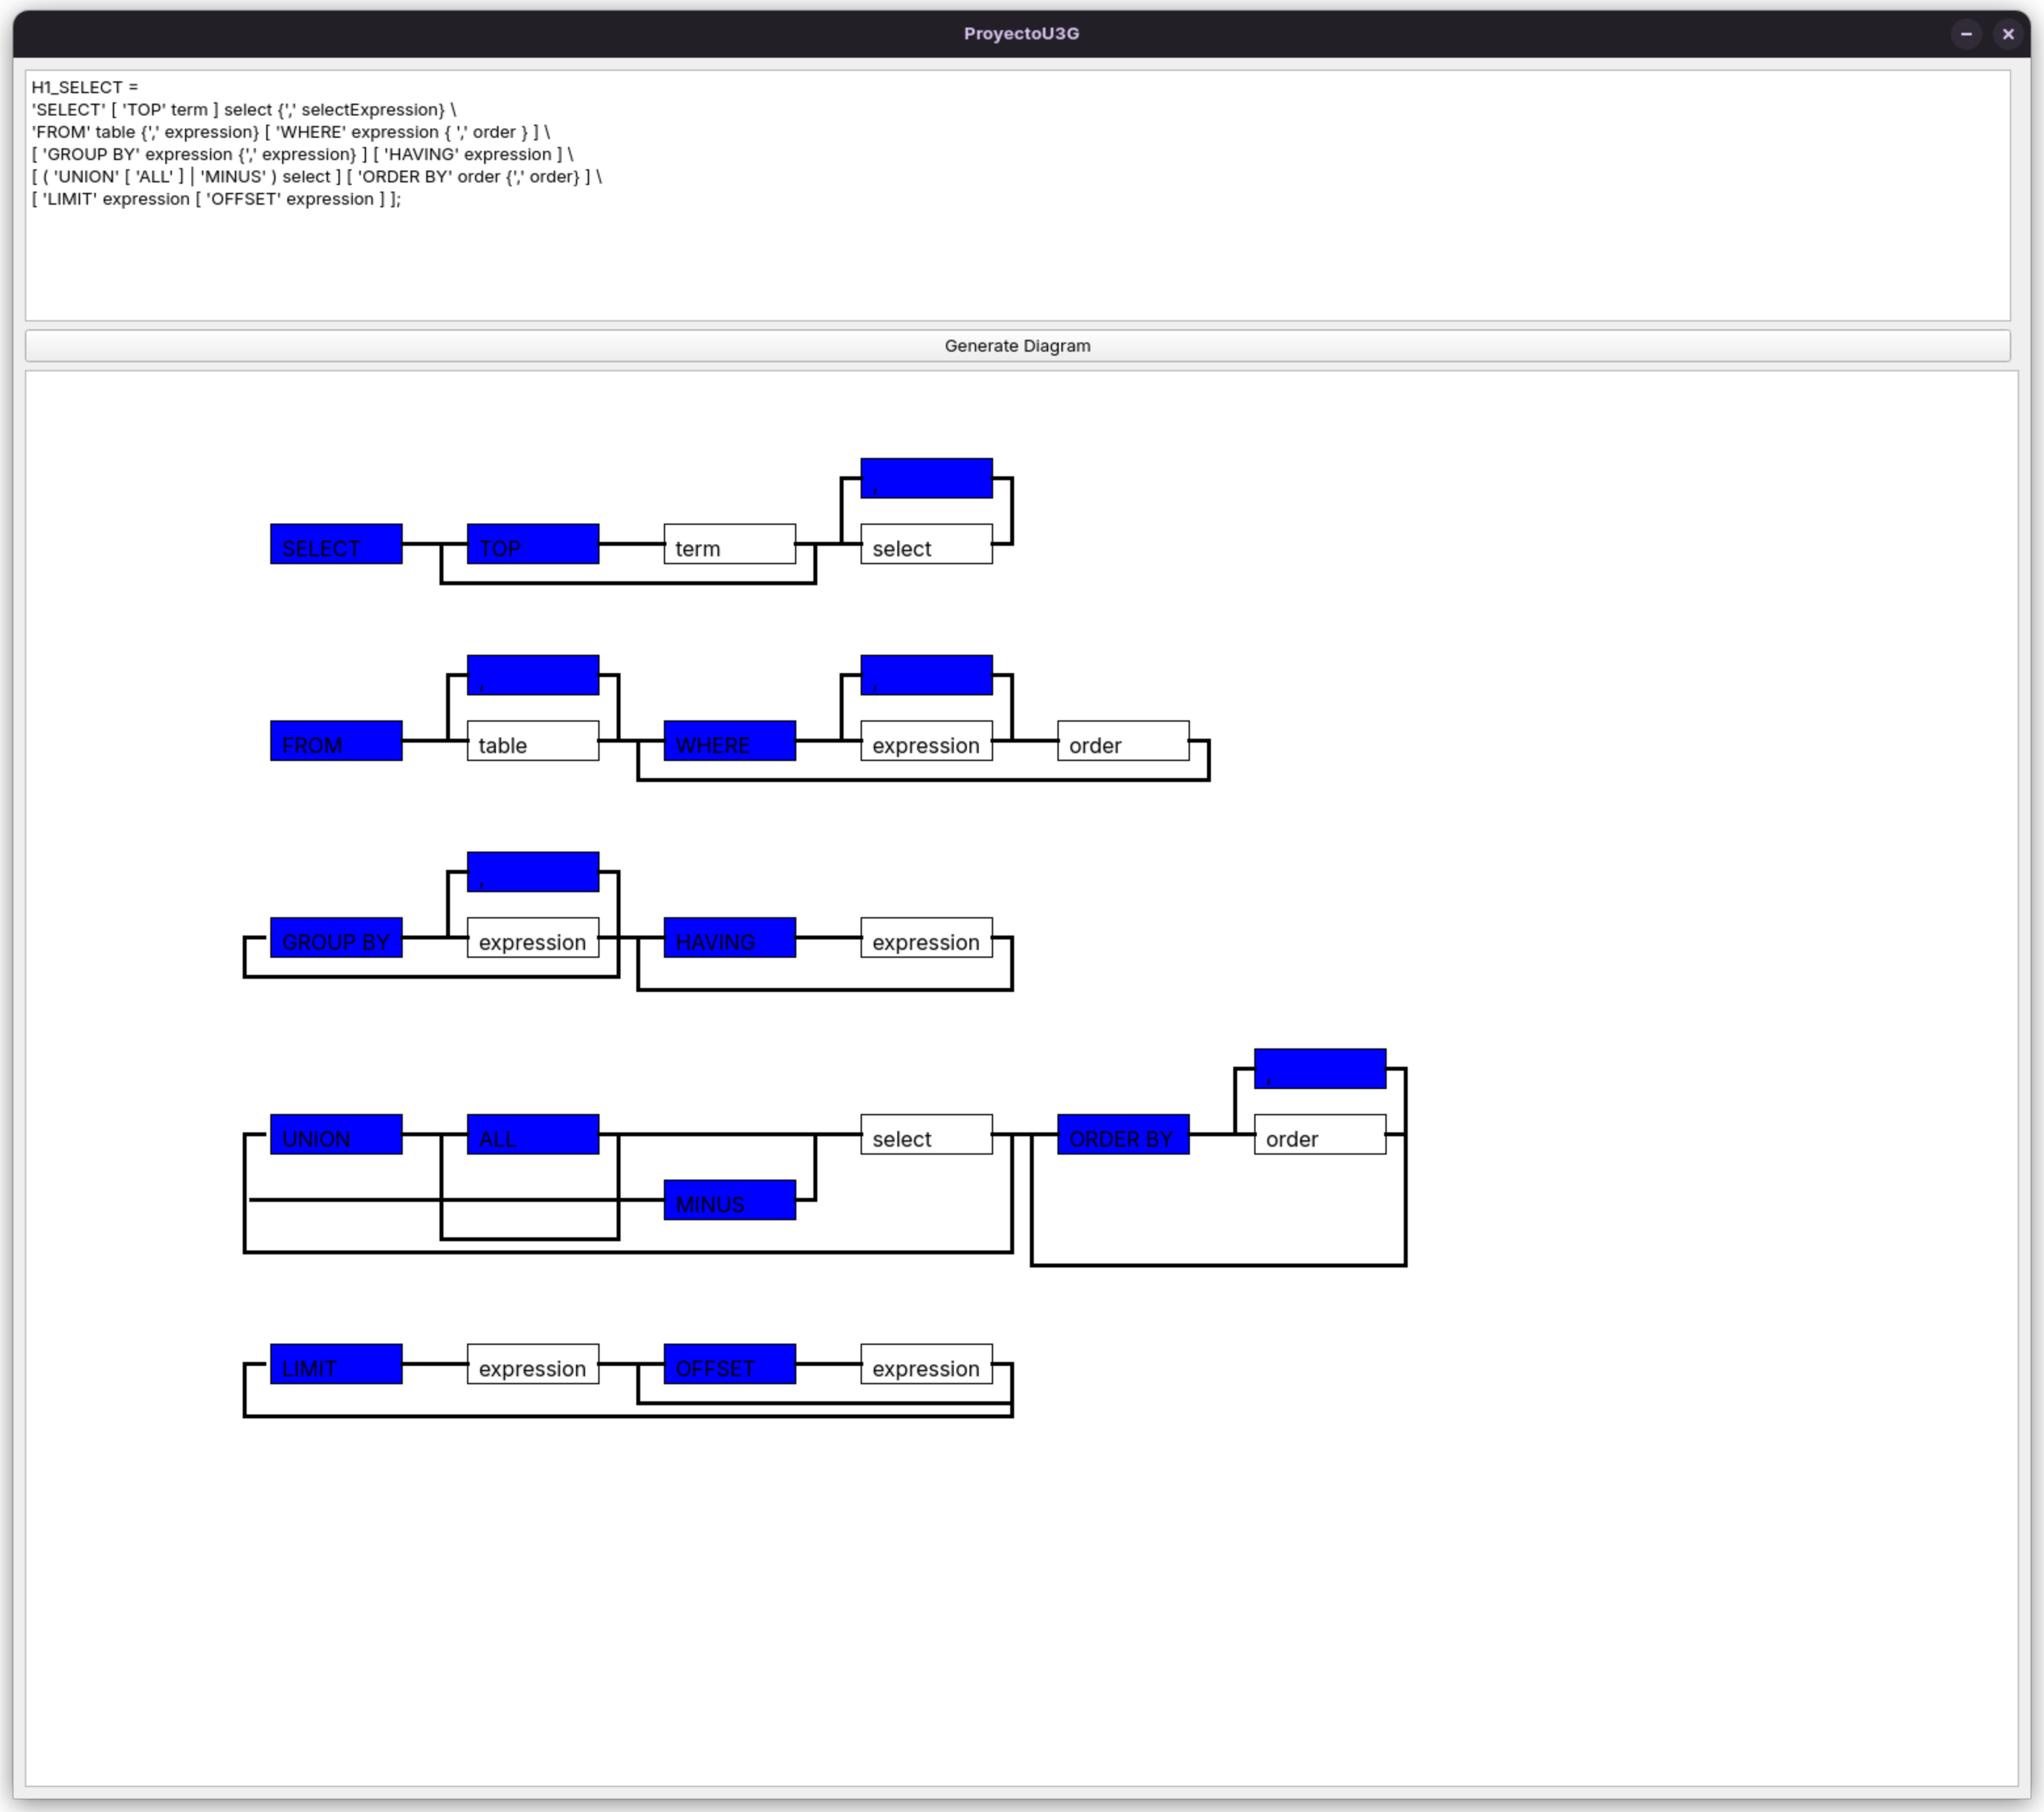 ProyectoU3G
H1_SELECT =
'SELECT' [ 'TOP' term ] select {',' selectExpression} \
'FROM' table {',' expression} [ 'WHERE' expression { ',' order } ] \
[ 'GROUP BY' expression {',' expression} ] [ 'HAVING' expression ] \
[ ( 'UNION' [ 'ALL' ] | 'MINUS' ) select ] [ 'ORDER BY' order {',' order} ] \
[ 'LIMIT' expression [ 'OFFSET' expression ] ];
Generate Diagram
,
SELECT TOP term select
, ,
FROM table WHERE expression order
,
GROUP BY expression HAVING expression
,
UNION ALL select ORDER BY order
MINUS
LIMIT expression OFFSET expression